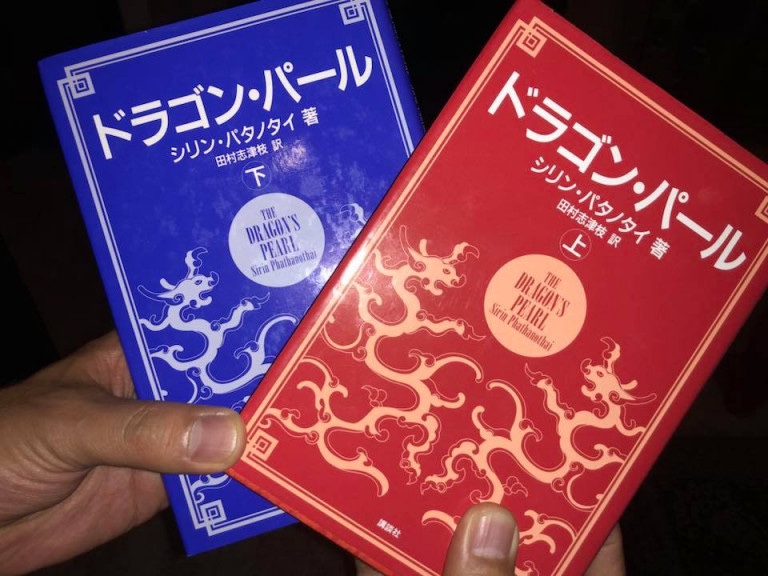 ドラゴン・パール
シリン・パタノタイ 著
田村志津枝 訳
下
THE
DRAGON'S
PEARL
Sirin Phathanothai
ドラゴン・パール
シリン・パタノタイ 著
田村志津枝 訳
上
THE
DRAGON'S
PEARL
Sirin Phathanothai
講談社